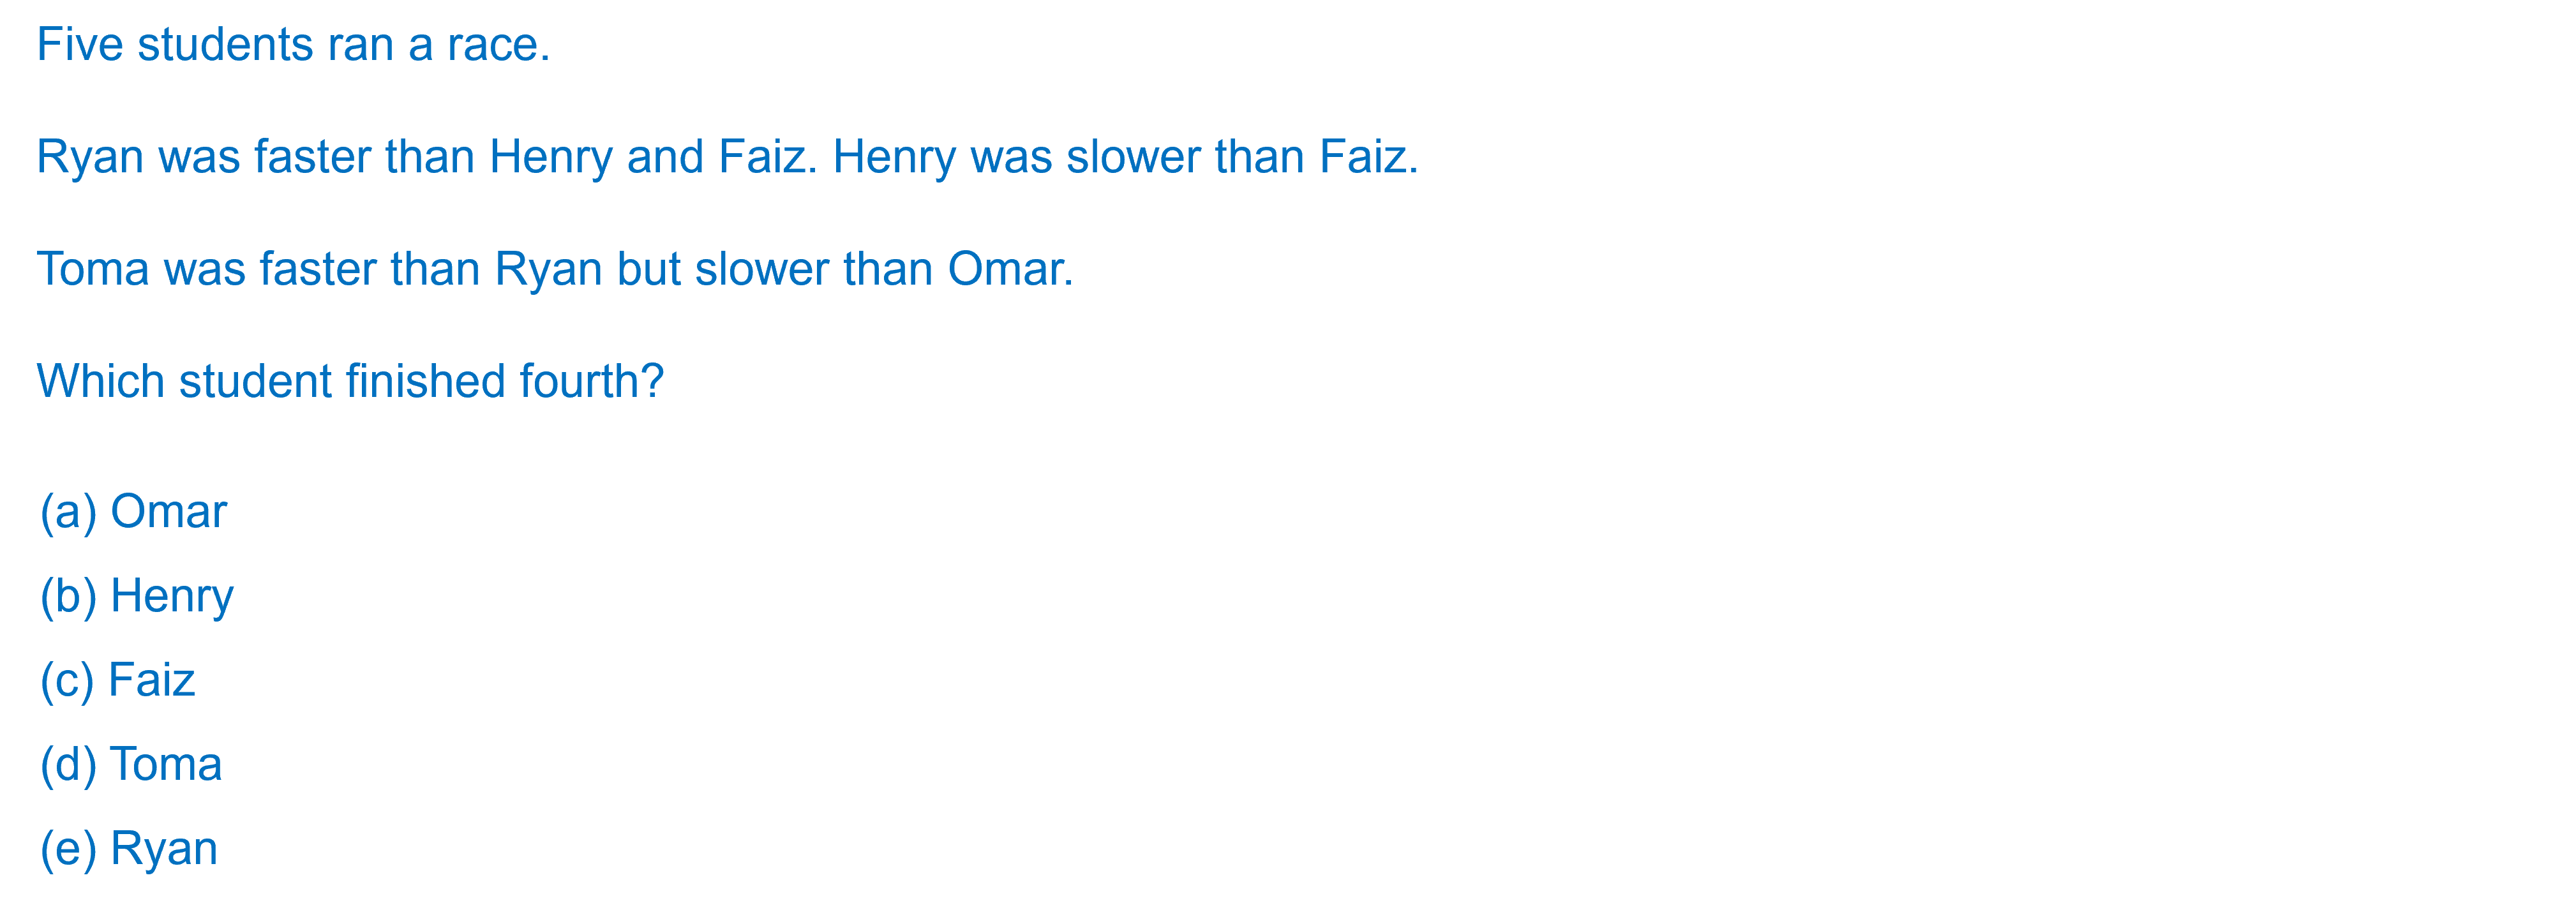 Five students ran a race.
Ryan was faster than Henry and Faiz. Henry was slower than Faiz.
Toma was faster than Ryan but slower than Omar.
Which student finished fourth?
(a) Omar
(b) Henry
(c) Faiz
(d) Toma
(e) Ryan